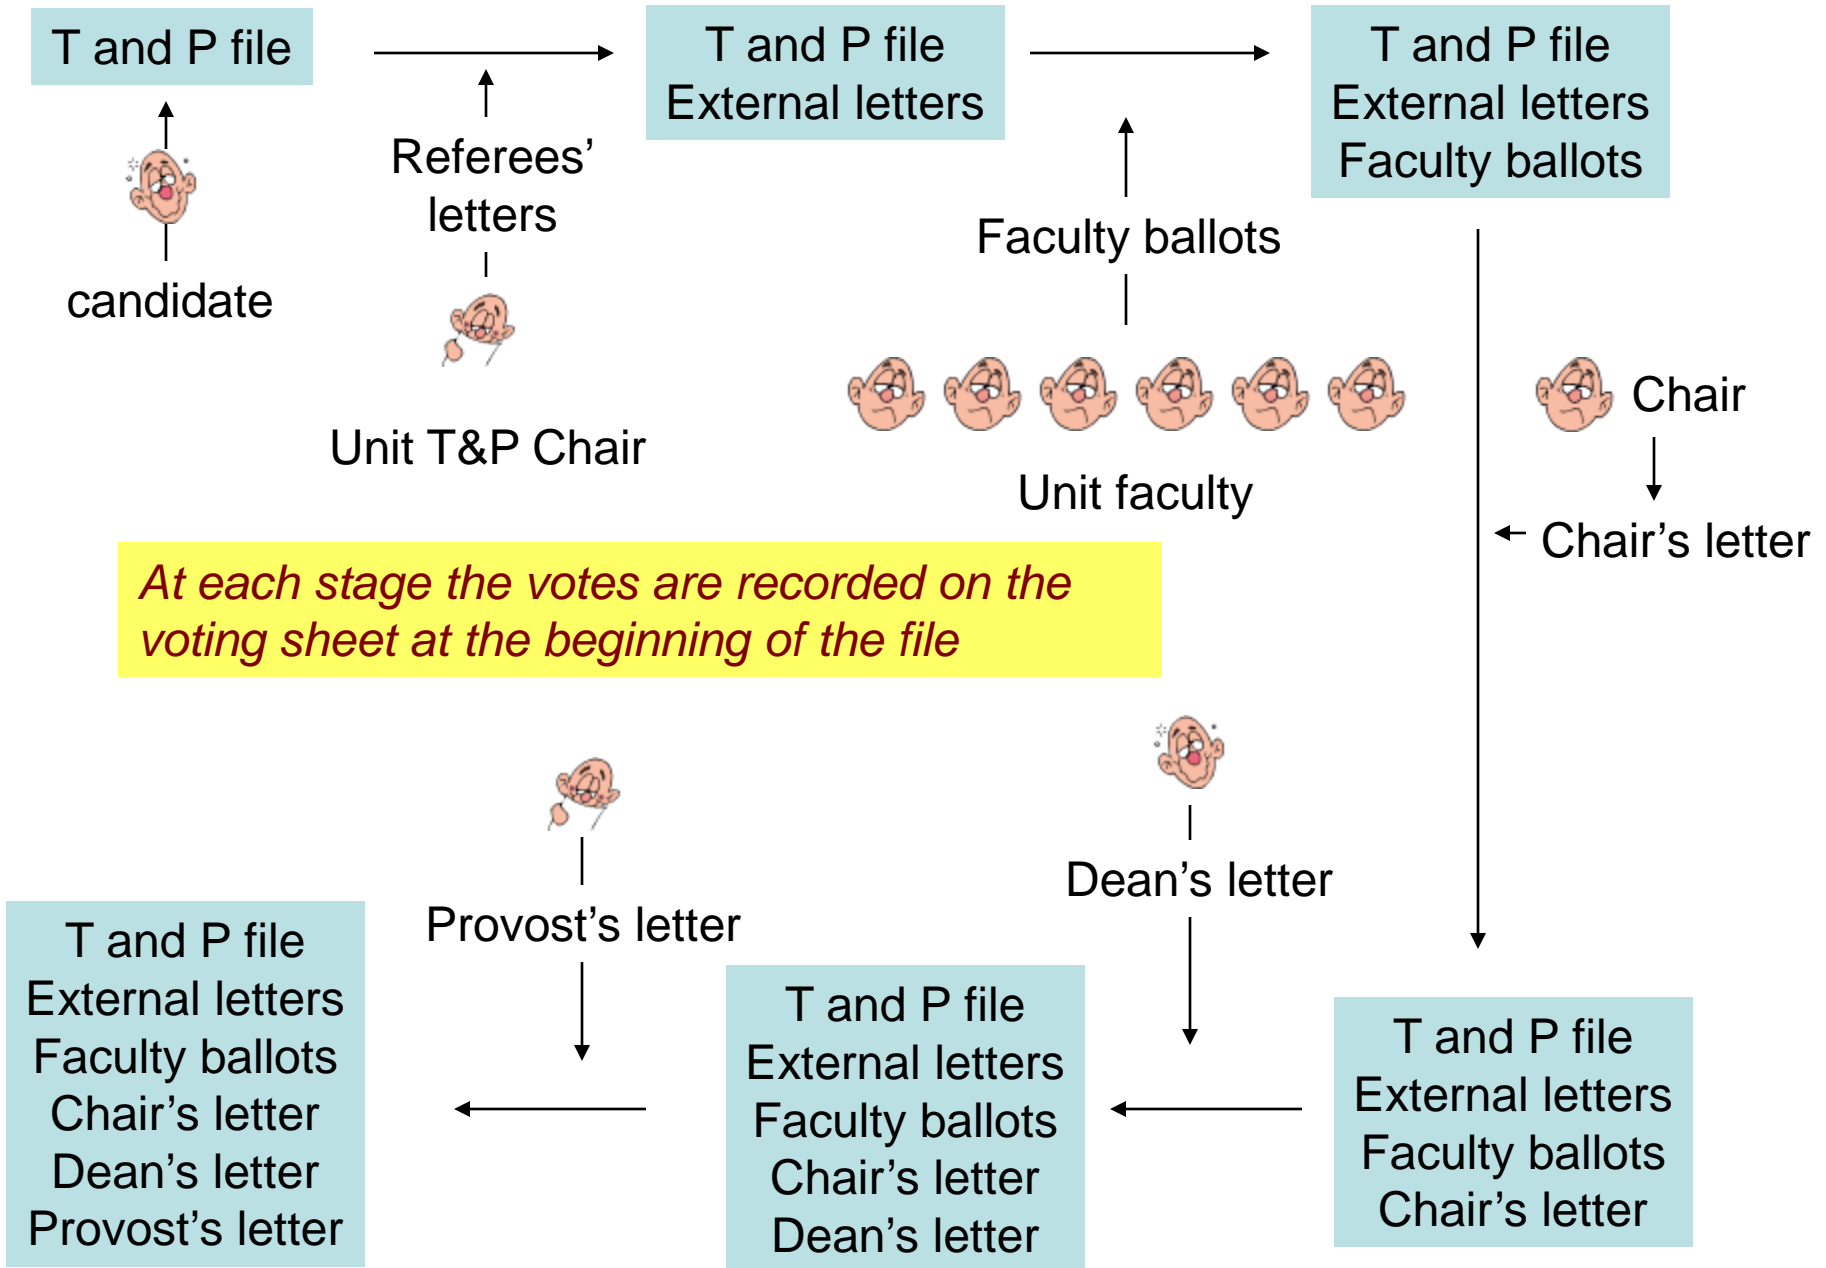 T and P file
T and P file
External letters
T and P file
External letters
Faculty ballots
Referees’
letters
candidate
Faculty ballots
Unit T&P Chair
Unit faculty
Chair
Chair’s letter
At each stage the votes are recorded on the
voting sheet at the beginning of the file
Dean’s letter
Provost’s letter
T and P file
External letters
Faculty ballots
Chair’s letter
T and P file
External letters
Faculty ballots
Chair’s letter
Dean’s letter
T and P file
External letters
Faculty ballots
Chair’s letter
Dean’s letter
Provost’s letter